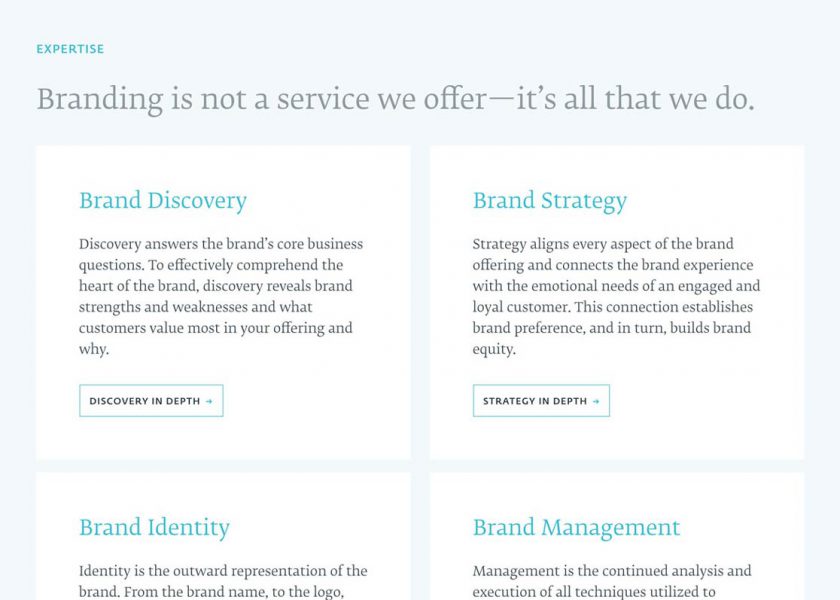 EXPERTISE
Branding is not a service we offer—it’s all that we do.
Brand Discovery
Discovery answers the brand’s core business
questions. To effectively comprehend the
heart of the brand, discovery reveals brand
strengths and weaknesses and what
customers value most in your offering and
why.
DISCOVERY IN DEPTH →
Brand Strategy
Strategy aligns every aspect of the brand
offering and connects the brand experience
with the emotional needs of an engaged and
loyal customer. This connection establishes
brand preference, and in turn, builds brand
equity.
STRATEGY IN DEPTH →
Brand Identity
Identity is the outward representation of the
brand. From the brand name, to the logo,
Brand Management
Management is the continued analysis and
execution of all techniques utilized to